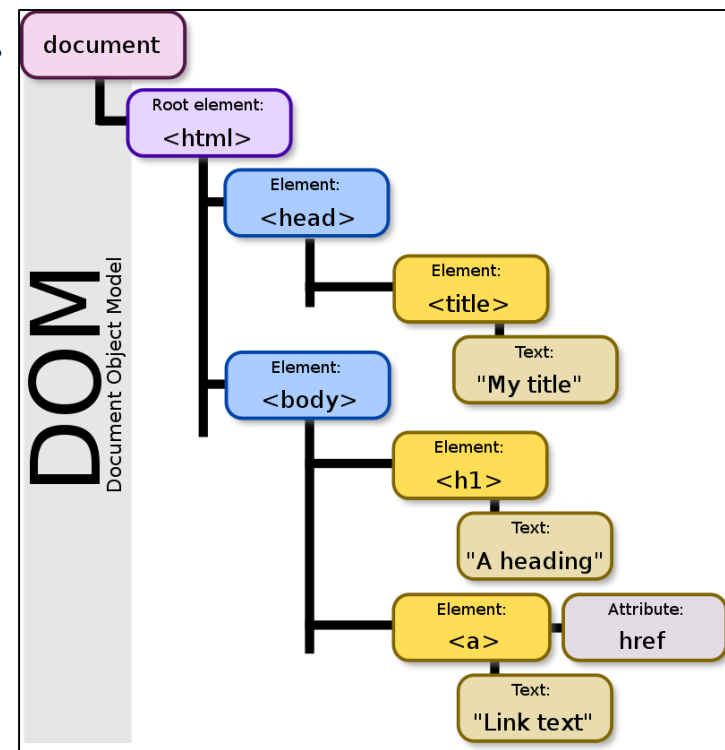 document
Root element:
<html>
Element:
<head>
Element:
<title>
Text:
"My title"
Element:
<body>
Element:
<h1>
Text:
"A heading"
Element:
<a>
Attribute:
href
Text:
"Link text"
DOM
Document Object Model